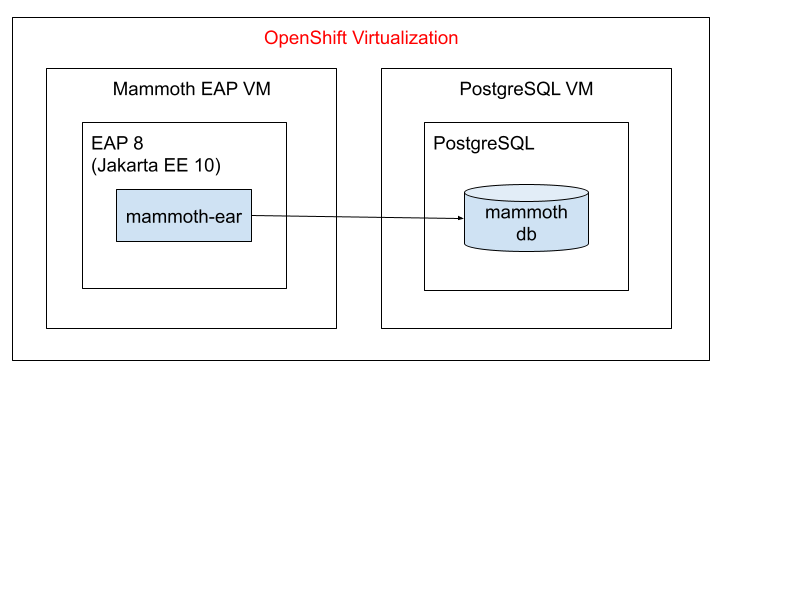 OpenShift Virtualization
Mammoth EAP VM
EAP 8
(Jakarta EE 10)
mammoth-ear
PostgreSQL VM
PostgreSQL
mammoth
db